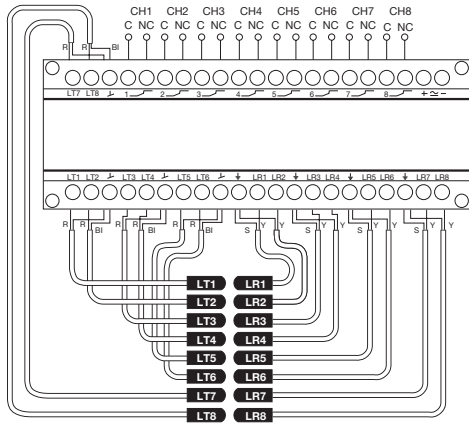 CH1 CH2 CH3 CH4 CH5 CH6 CH7 CH8
C NC C NC C NC C NC C NC C NC C NC C NC
R R Bl
LT7 LT8 1 2 3 4 5 6 7 8 + ≃ −
LT1 LT2 LT3 LT4 LT5 LT6 LR1 LR2 LR3 LR4 LR5 LR6 LR7 LR8
R R Bl R R Bl R R Bl S Y Y S Y Y S Y Y S Y Y
LT1 LR1
LT2 LR2
LT3 LR3
LT4 LR4
LT5 LR5
LT6 LR6
LT7 LR7
LT8 LR8